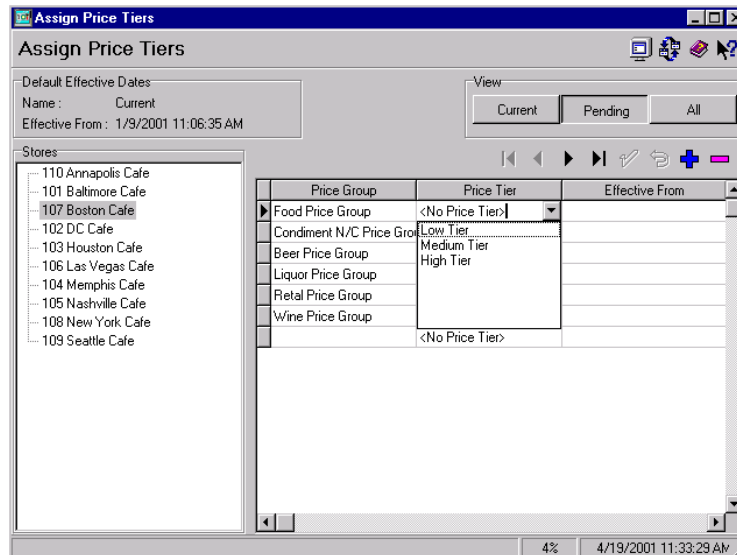 Assign Price Tiers
Assign Price Tiers
Default Effective Dates
Name : Current
Effective From : 1/9/2001 11:06:35 AM
View
Current Pending All
Stores
110 Annapolis Cafe
101 Baltimore Cafe
107 Boston Cafe
102 DC Cafe
103 Houston Cafe
106 Las Vegas Cafe
104 Memphis Cafe
105 Nashville Cafe
108 New York Cafe
109 Seattle Cafe
Price Group Price Tier Effective From
Food Price Group <No Price Tier>
Condiment N/C Price Grou
Low Tier
Medium Tier
High Tier
Beer Price Group
Liquor Price Group
Retal Price Group
Wine Price Group
<No Price Tier>
4% 4/19/2001 11:33:29 AM